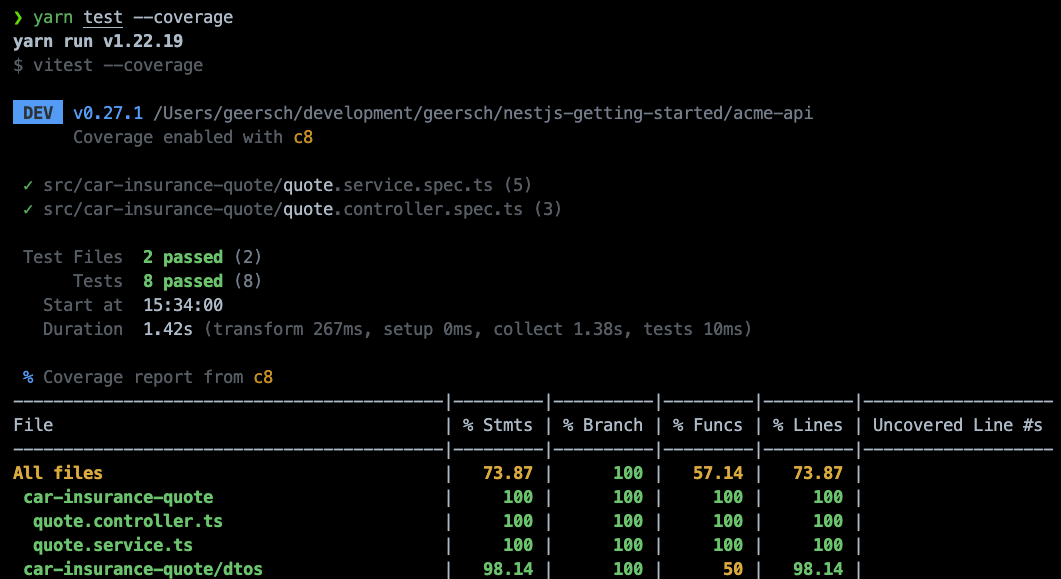 ❯ yarn test --coverage
yarn run v1.22.19
$ vitest --coverage
DEV v0.27.1 /Users/geersch/development/geersch/nestjs-getting-started/acme-api
Coverage enabled with c8
✓ src/car-insurance-quote/quote.service.spec.ts (5)
✓ src/car-insurance-quote/quote.controller.spec.ts (3)
Test Files 2 passed (2)
Tests 8 passed (8)
Start at 15:34:00
Duration 1.42s (transform 267ms, setup 0ms, collect 1.38s, tests 10ms)
% Coverage report from c8
-------------------------------------------|---------|----------|---------|---------|-------------------
File | % Stmts | % Branch | % Funcs | % Lines | Uncovered Line #s
-------------------------------------------|---------|----------|---------|---------|-------------------
All files | 73.87 | 100 | 57.14 | 73.87 |
car-insurance-quote | 100 | 100 | 100 | 100 |
quote.controller.ts | 100 | 100 | 100 | 100 |
quote.service.ts | 100 | 100 | 100 | 100 |
car-insurance-quote/dtos | 98.14 | 100 | 50 | 98.14 |